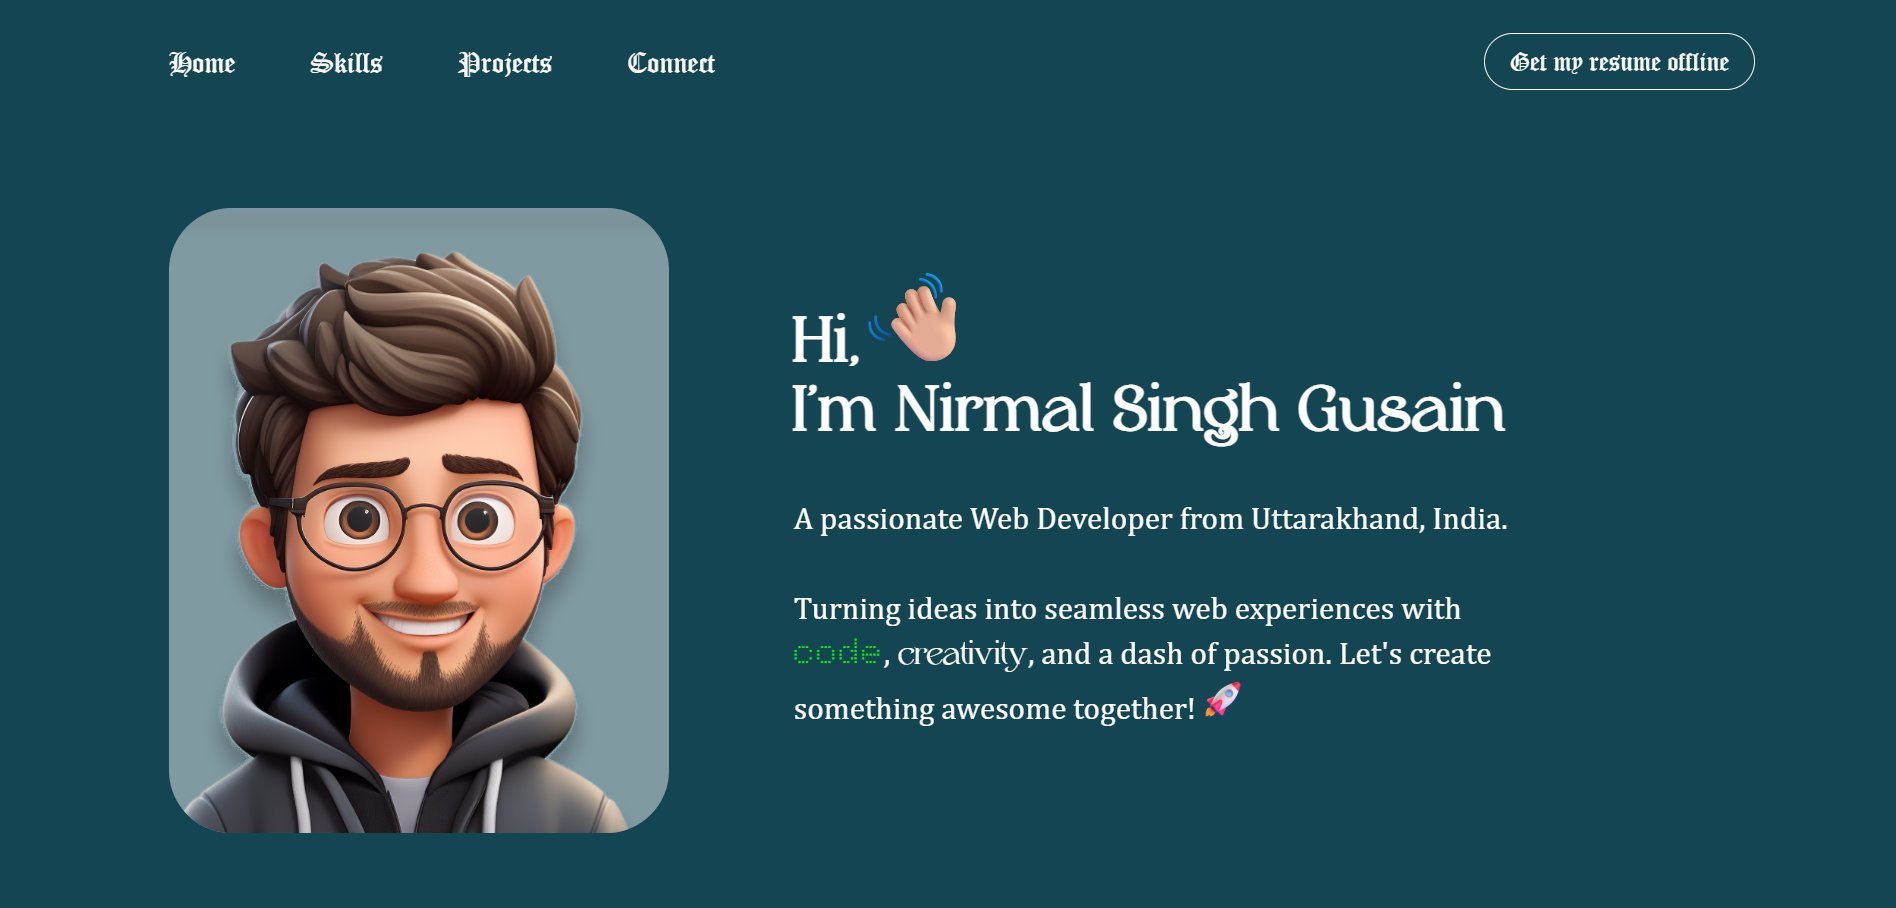 Home Skills Projects Connect Get my resume offline
Hi, 👋
I'm Nirmal Singh Gusain
A passionate Web Developer from Uttarakhand, India.
Turning ideas into seamless web experiences with
code, creativity, and a dash of passion. Let's create
something awesome together! 🚀